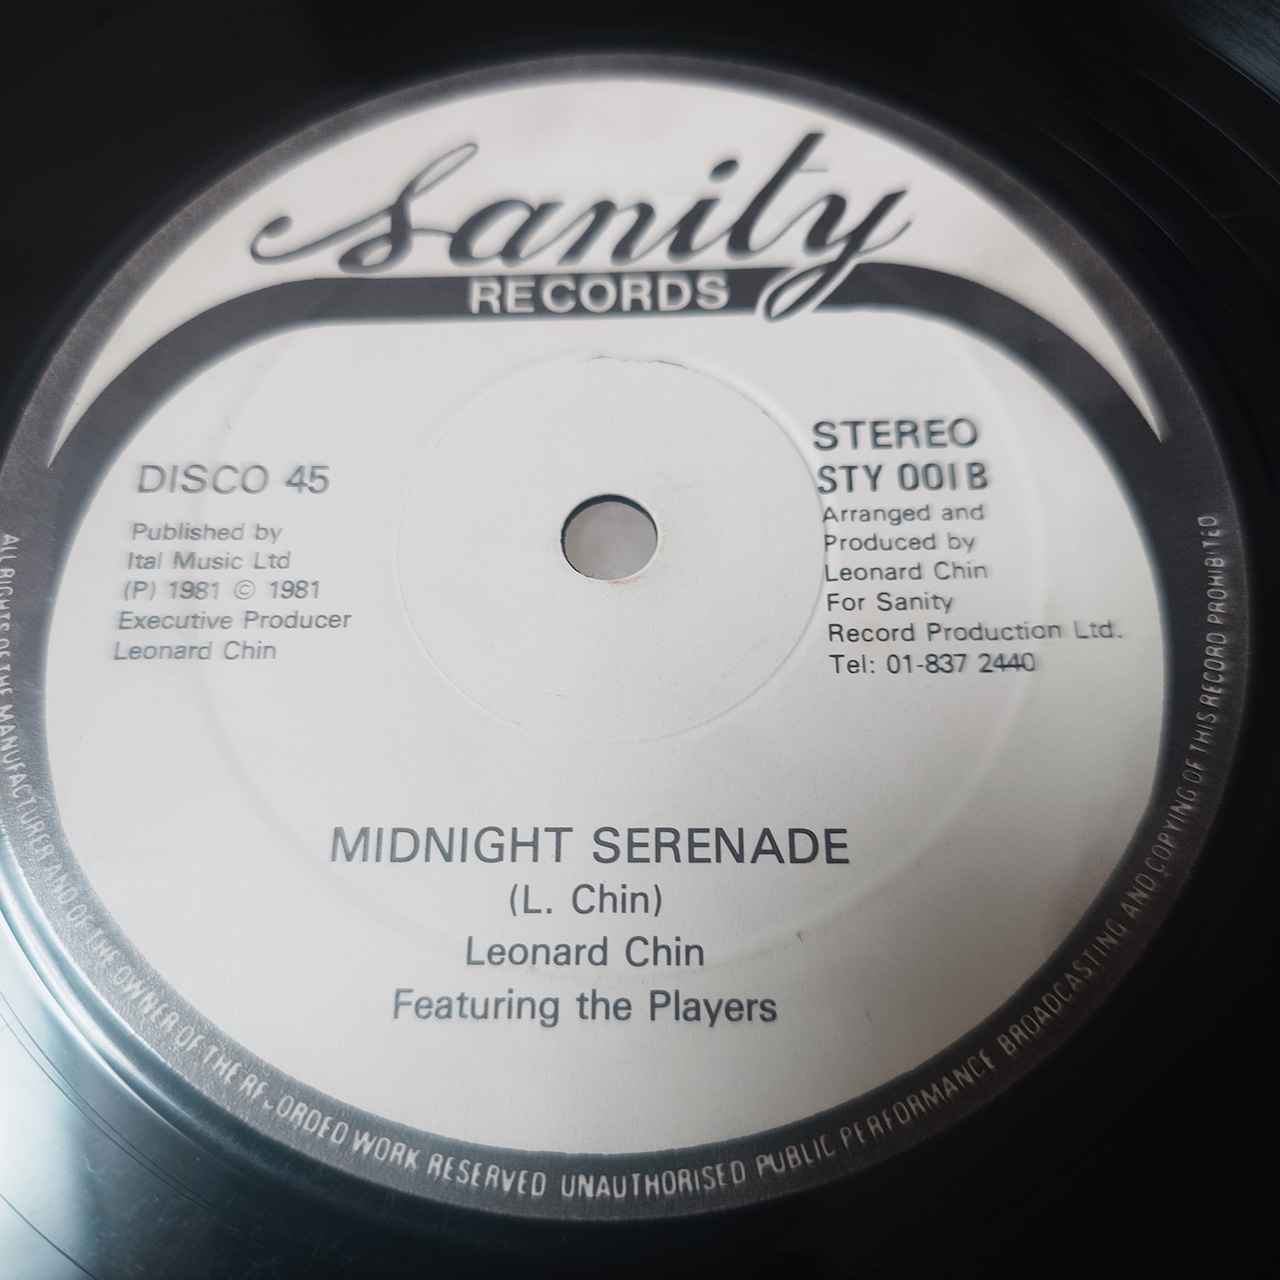 Sanity
RECORDS
DISCO 45
Published by
Ital Music Ltd
(P) 1981 © 1981
Executive Producer
Leonard Chin
STEREO
STY 001B
Arranged and
Produced by
Leonard Chin
For Sanity
Record Production Ltd.
Tel: 01-837 2440
MIDNIGHT SERENADE
(L. Chin)
Leonard Chin
Featuring the Players
ALL RIGHTS OF THE MANUFACTURER AND OF THE OWNER OF THE RECORDED WORK RESERVED UNAUTHORISED PUBLIC PERFORMANCE BROADCASTING AND COPYING OF THIS RECORD PROHIBITED